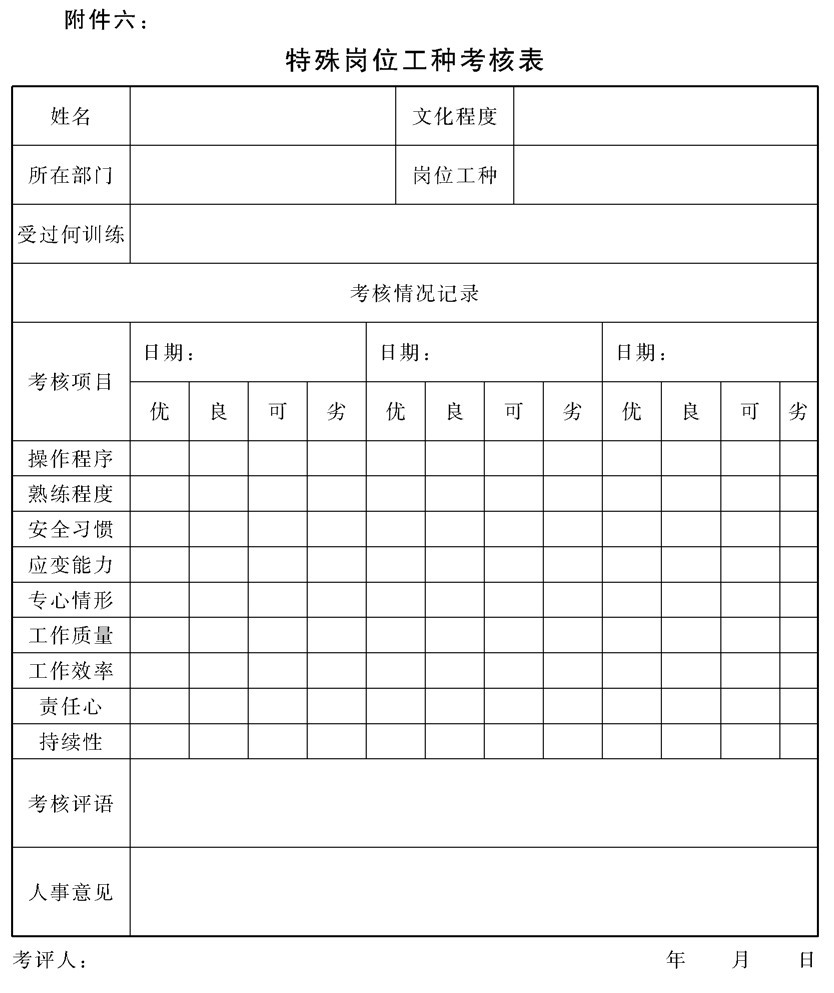 附件六：
特殊岗位工种考核表
姓名 文化程度
所在部门 岗位工种
受过何训练
考核情况记录
考核项目 日期： 日期： 日期：
优 良 可 劣 优 良 可 劣 优 良 可 劣
操作程序
熟练程度
安全习惯
应变能力
专心情形
工作质量
工作效率
责任心
持续性
考核评语
人事意见
考评人： 年 月 日